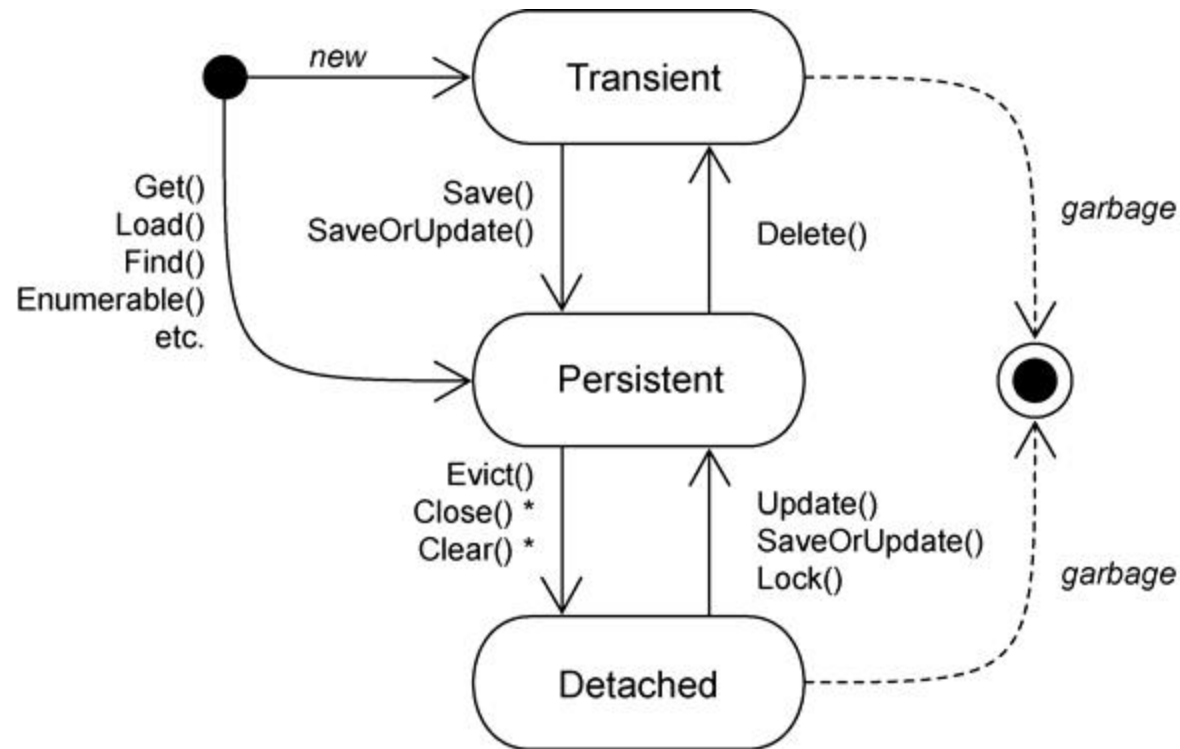 new
Transient
Get()
Load()
Find()
Enumerable()
etc.
Save()
SaveOrUpdate()
Delete()
garbage
Persistent
Evict()
Close() *
Clear() *
Update()
SaveOrUpdate()
Lock()
garbage
Detached